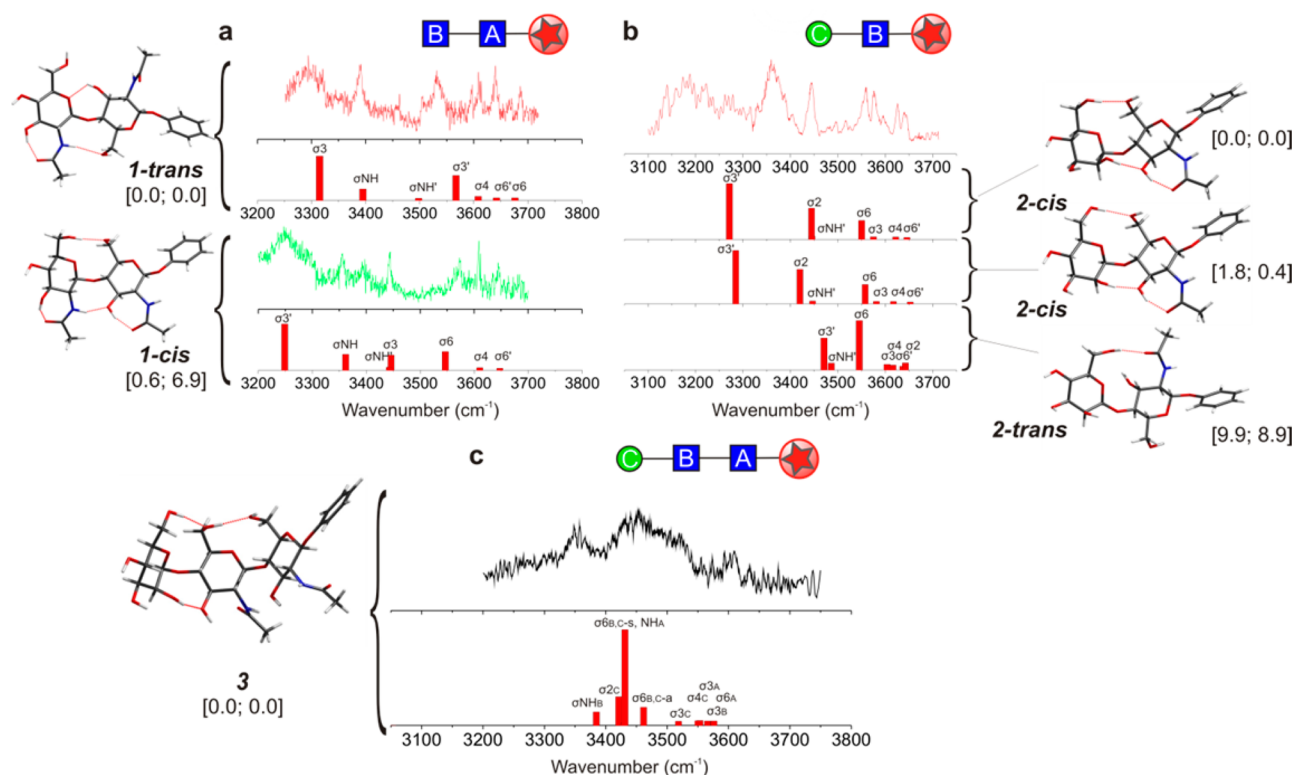 a
B A
b
C B
σ3
σNH
σNH'
σ3'
σ4
σ6' σ6
3200 3300 3400 3500 3600 3700 3800
1-trans
[0.0; 0.0]
σ3'
σNH
σNH'
σ3
σ6
σ4 σ6'
3200 3300 3400 3500 3600 3700 3800
Wavenumber (cm⁻¹)
1-cis
[0.6; 6.9]
3100 3200 3300 3400 3500 3600 3700
σ3'
σ2
σNH'
σ6
σ3 σ4 σ6'
σ3'
σ2
σNH'
σ6
σ3 σ4 σ6'
σ3'
σNH'
σ6
σ4 σ2
σ3 σ6'
3100 3200 3300 3400 3500 3600 3700
Wavenumber (cm⁻¹)
[0.0; 0.0]
2-cis
[1.8; 0.4]
2-cis
2-trans
[9.9; 8.9]
c
C B A
3
[0.0; 0.0]
σ6B,C-s, NHA
σNHB
σ2C
σ6B,C-a
σ3C
σ4C
σ3A
σ6A
σ3B
3100 3200 3300 3400 3500 3600 3700 3800
Wavenumber (cm⁻¹)